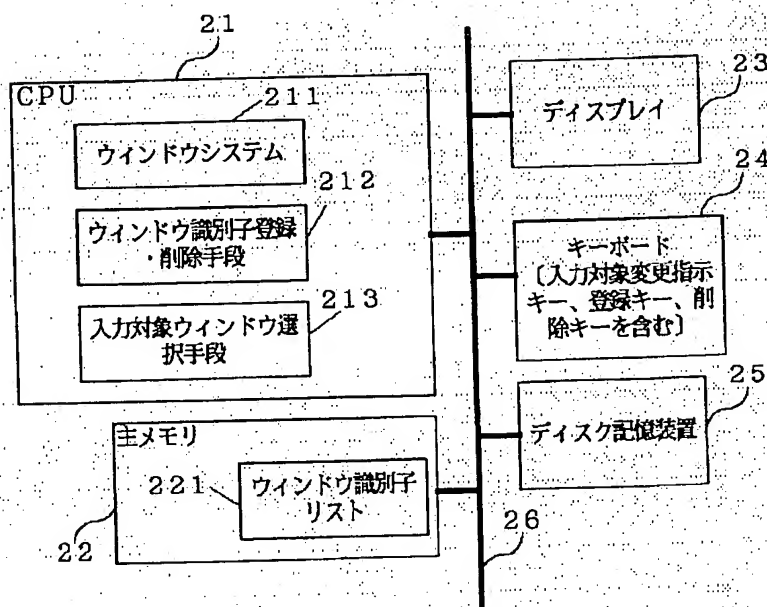 21
CPU
211
ウィンドウシステム
212
ウィンドウ識別子登録
・削除手段
213
入力対象ウィンドウ選
択手段
主メモリ
221
ウィンドウ識別子
リスト
22
23
ディスプレイ
24
キーボード
〔入力対象変更指示
キー、登録キー、削
除キーを含む〕
25
ディスク記憶装置
26